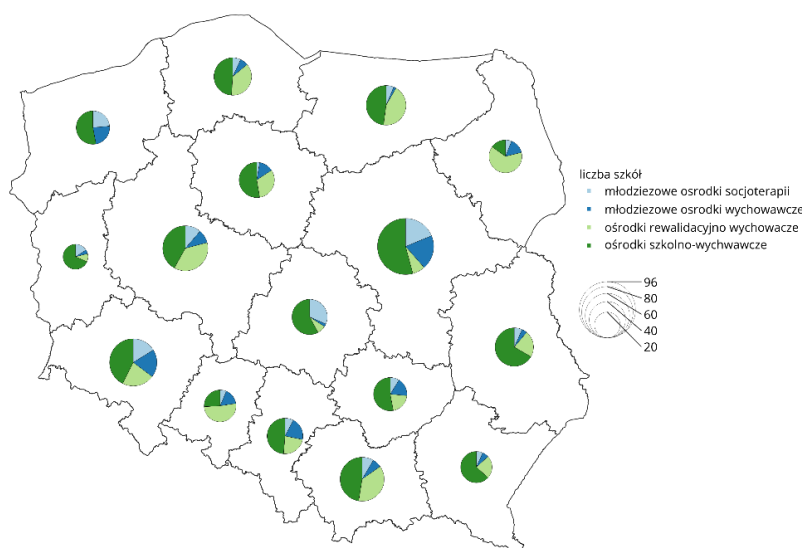 liczba szkół
młodziezowe osrodki socjoterapii
młodziezowe osrodki wychowawcze
ośrodki rewalidacyjno wychowacze
ośrodki szkolno-wychwawcze
96
80
60
40
20